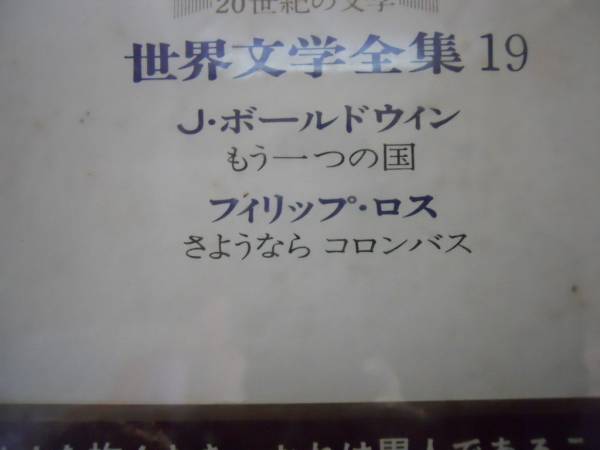 20世紀の文学
世界文学全集 19
J・ボールドウィン
もう一つの国
フィリップ・ロス
さようなら コロンバス